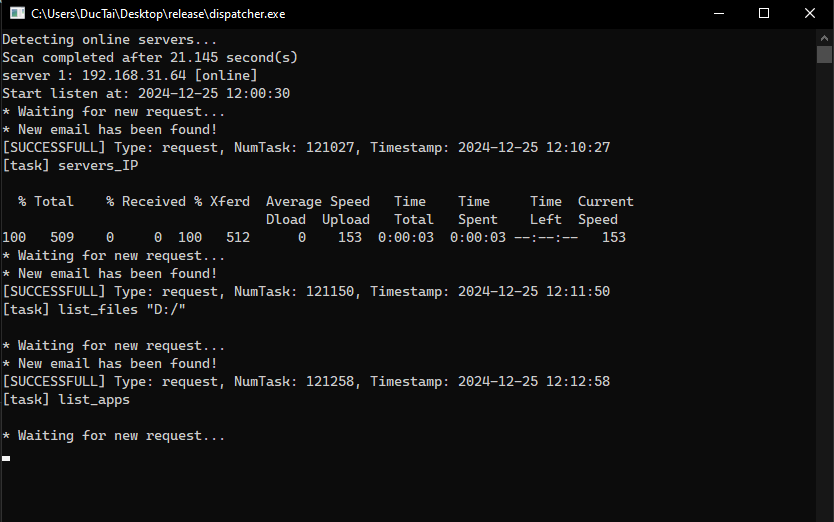 C:\Users\DucTai\Desktop\release\dispatcher.exe
Detecting online servers...
Scan completed after 21.145 second(s)
server 1: 192.168.31.64 [online]
Start listen at: 2024-12-25 12:00:30
* Waiting for new request...
* New email has been found!
[SUCCESSFULL] Type: request, NumTask: 121027, Timestamp: 2024-12-25 12:10:27
[task] servers_IP
  % Total    % Received % Xferd  Average Speed   Time    Time     Time  Current
                                 Dload  Upload   Total   Spent    Left  Speed
100   509    0     0  100   512      0    153  0:00:03  0:00:03 --:--:--   153
* Waiting for new request...
* New email has been found!
[SUCCESSFULL] Type: request, NumTask: 121150, Timestamp: 2024-12-25 12:11:50
[task] list_files "D:/"
* Waiting for new request...
* New email has been found!
[SUCCESSFULL] Type: request, NumTask: 121258, Timestamp: 2024-12-25 12:12:58
[task] list_apps
* Waiting for new request...